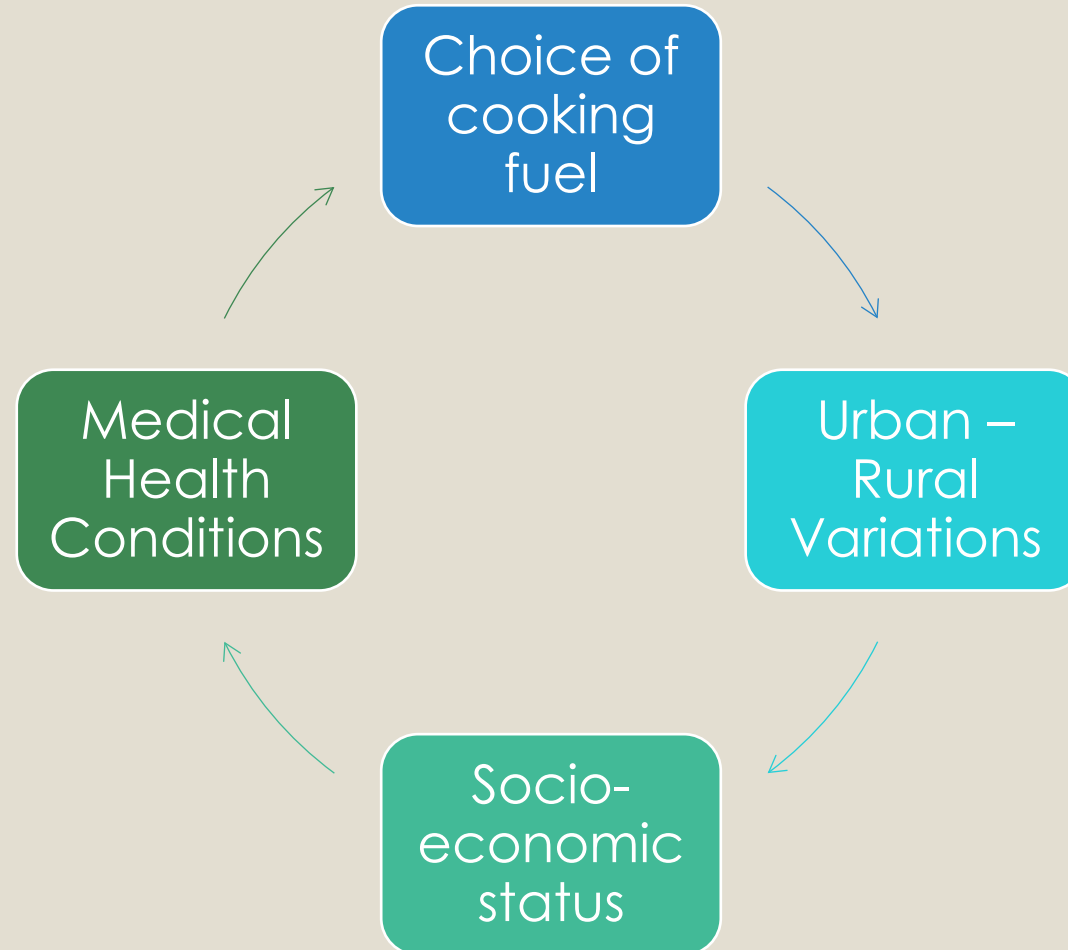 Choice of
cooking
fuel
Urban –
Rural
Variations
Socio-
economic
status
Medical
Health
Conditions